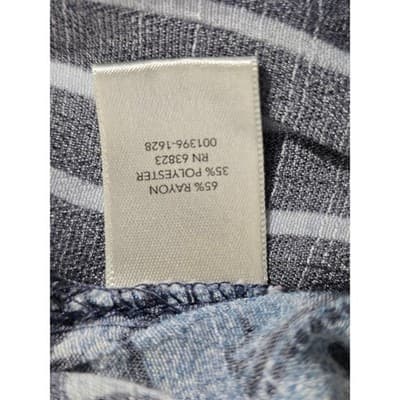 65% RAYON
35% POLYESTER
RN 63823
001396-1628